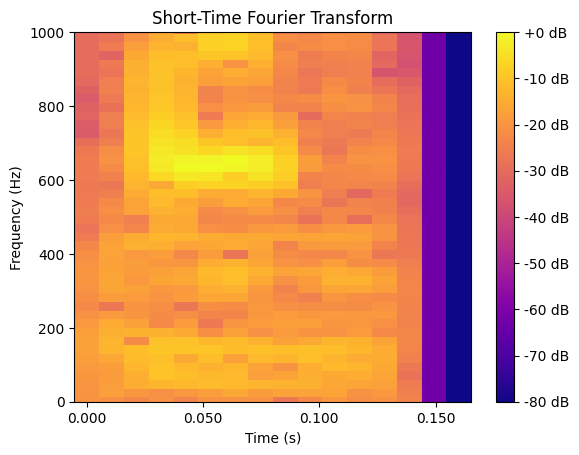 Short-Time Fourier Transform
Frequency (Hz)
1000
800
600
400
200
0
0.000
0.050
0.100
0.150
Time (s)
+0 dB
-10 dB
-20 dB
-30 dB
-40 dB
-50 dB
-60 dB
-70 dB
-80 dB